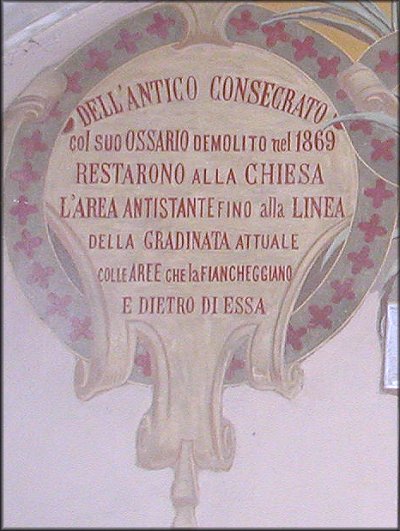 DELL'ANTICO CONSEGRATO
col SUO OSSARIO DEMOLITO nel 1869
RESTARONO ALLA CHIESA
L'AREA ANTISTANTE FINO alla LINEA
DELLA GRADINATA ATTUALE
COLLE AREE CHE la FIANCHEGGIANO
E DIETRO DI ESSA